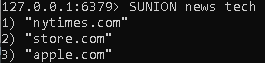 127.0.0.1:6379> SUNION news tech
1) "nytimes.com"
2) "store.com"
3) "apple.com"